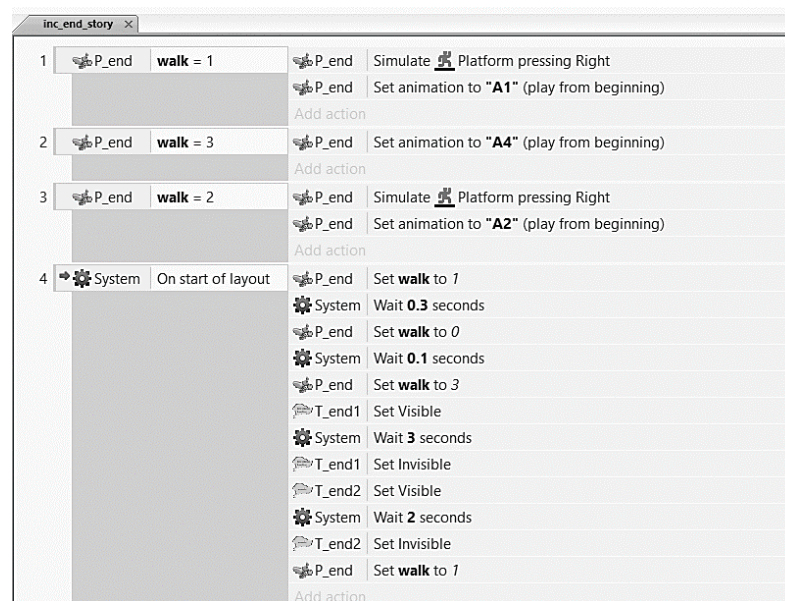 inc_end_story ×
1 P_end walk = 1 P_end Simulate Platform pressing Right
P_end Set animation to "A1" (play from beginning)
Add action
2 P_end walk = 3 P_end Set animation to "A4" (play from beginning)
Add action
3 P_end walk = 2 P_end Simulate Platform pressing Right
P_end Set animation to "A2" (play from beginning)
Add action
4 System On start of layout P_end Set walk to 1
System Wait 0.3 seconds
P_end Set walk to 0
System Wait 0.1 seconds
P_end Set walk to 3
T_end1 Set Visible
System Wait 3 seconds
T_end1 Set Invisible
T_end2 Set Visible
System Wait 2 seconds
T_end2 Set Invisible
P_end Set walk to 1
Add action